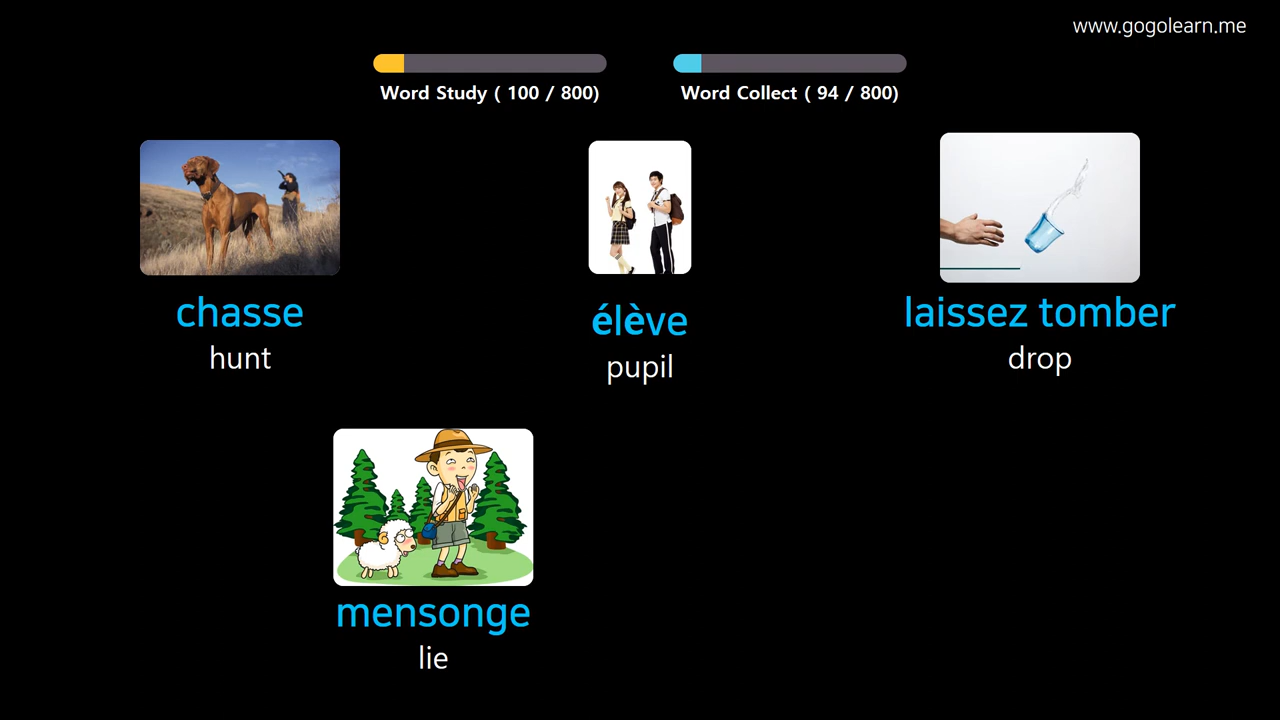 www.gogolearn.me
Word Study ( 100 / 800)
Word Collect ( 94 / 800)
chasse
hunt
élève
pupil
laissez tomber
drop
mensonge
lie